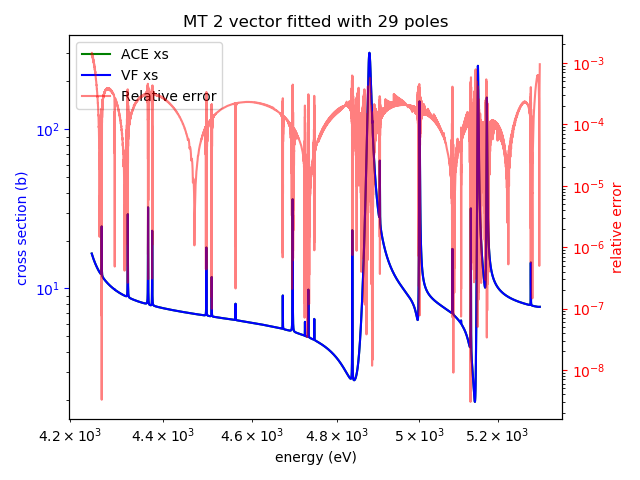 MT 2 vector fitted with 29 poles
ACE xs
VF xs
Relative error
cross section (b)
10²
10¹
relative error
10⁻³
10⁻⁴
10⁻⁵
10⁻⁶
10⁻⁷
10⁻⁸
4.2 × 10³ 4.4 × 10³ 4.6 × 10³ 4.8 × 10³ 5 × 10³ 5.2 × 10³
energy (eV)